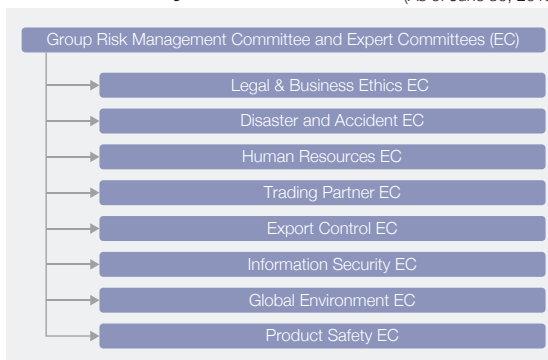 Group Risk Management Committee and Expert Committees (EC)
Legal & Business Ethics EC
Disaster and Accident EC
Human Resources EC
Trading Partner EC
Export Control EC
Information Security EC
Global Environment EC
Product Safety EC